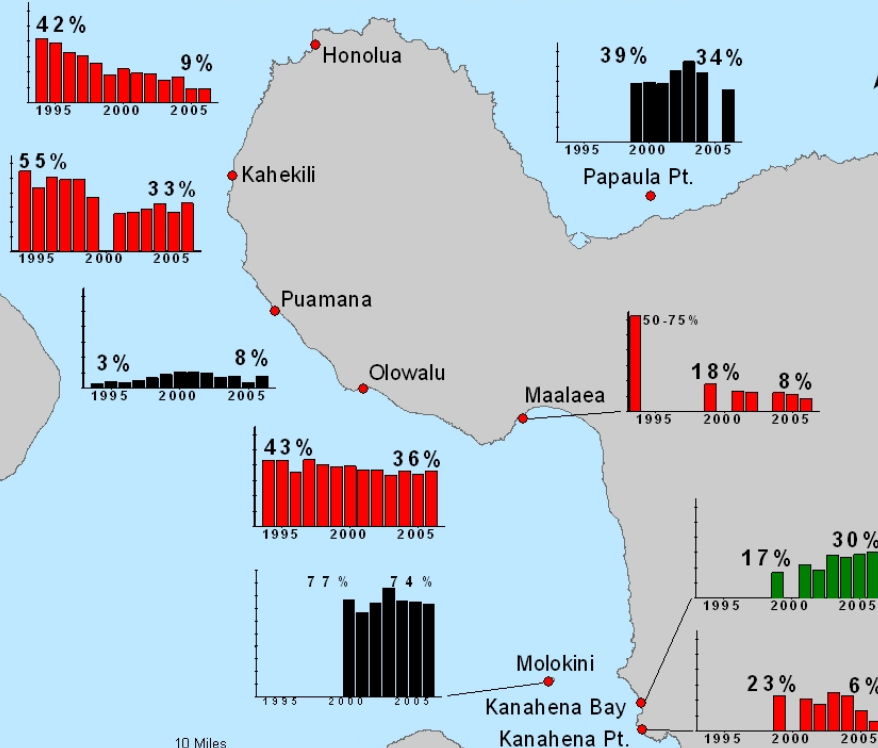 42%
9%
1995 2000 2005
Honolua
39% 34%
1995 2000 2005
Papaula Pt.
55%
33%
1995 2000 2005
Kahekili
Puamana
3% 8%
1995 2000 2005
Olowalu
50-75%
18% 8%
1995 2000 2005
Maalaea
43% 36%
1995 2000 2005
17% 30%
1995 2000 2005
77% 74%
1995 2000 2005
Molokini
Kanahena Bay
Kanahena Pt.
23% 6%
1995 2000 2005
10 Miles